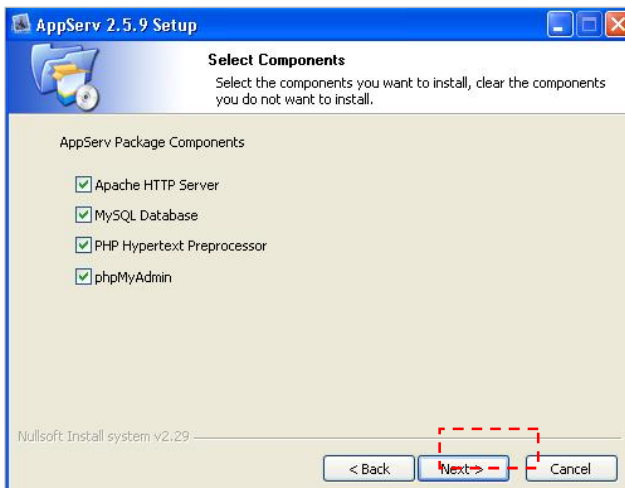 AppServ 2.5.9 Setup
Select Components
Select the components you want to install, clear the components
you do not want to install.
AppServ Package Components
Apache HTTP Server
MySQL Database
PHP Hypertext Preprocessor
phpMyAdmin
Nullsoft Install system v2.29
< Back
Next >
Cancel